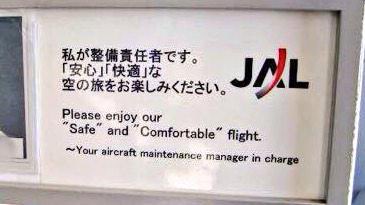 私が整備責任者です。
「安心」「快適」な
空の旅をお楽しみください。
JAL
Please enjoy our
"Safe" and "Comfortable" flight.
～Your aircraft maintenance manager in charge